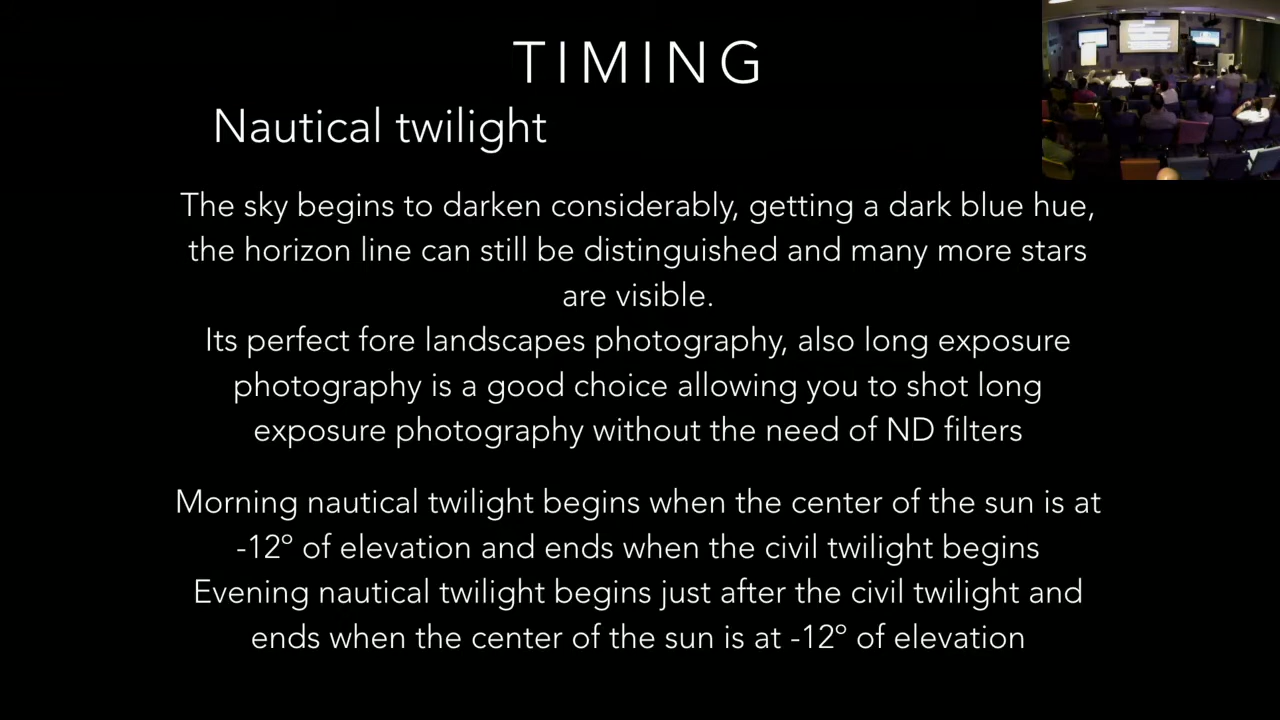 TIMING
Nautical twilight
The sky begins to darken considerably, getting a dark blue hue,
the horizon line can still be distinguished and many more stars
are visible.
Its perfect fore landscapes photography, also long exposure
photography is a good choice allowing you to shot long
exposure photography without the need of ND filters
Morning nautical twilight begins when the center of the sun is at
-12º of elevation and ends when the civil twilight begins
Evening nautical twilight begins just after the civil twilight and
ends when the center of the sun is at -12º of elevation